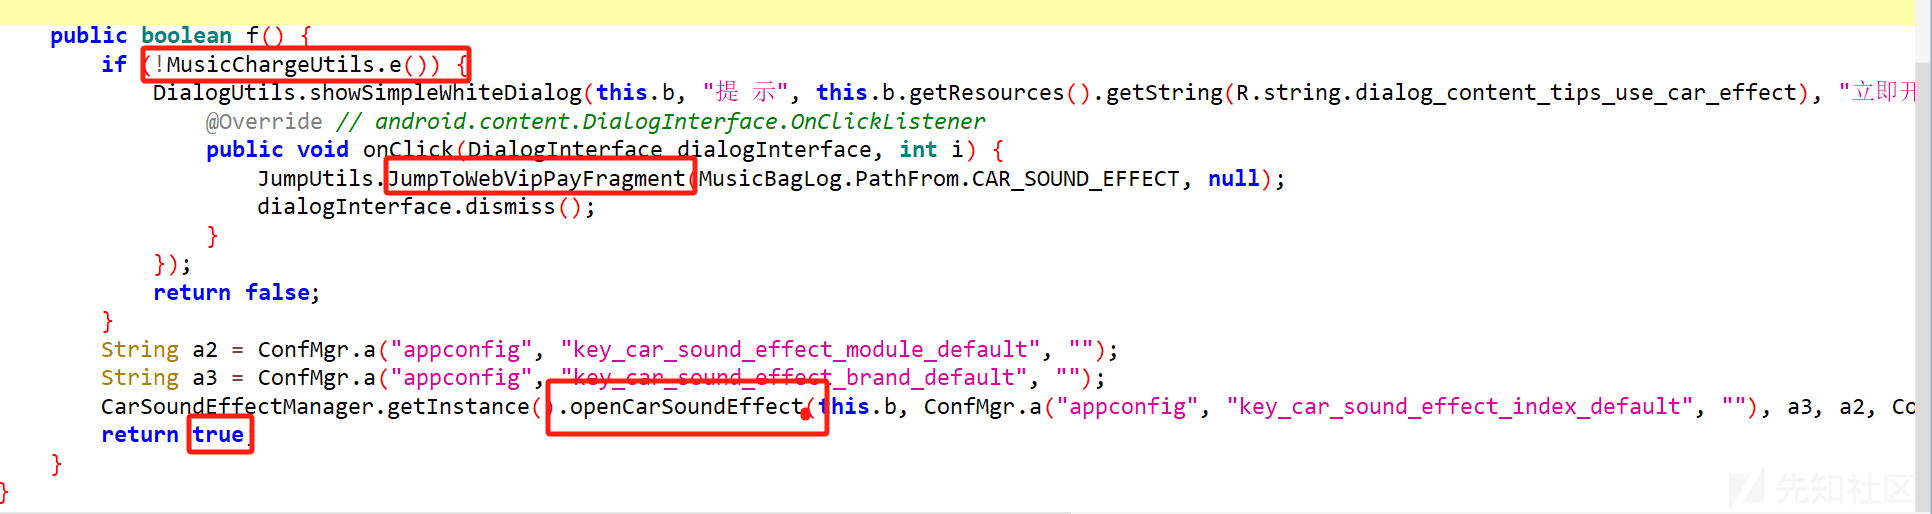 public boolean f() {
if (!MusicChargeUtils.e()) {
DialogUtils.showSimpleWhiteDialog(this.b, "提 示", this.b.getResources().getString(R.string.dialog_content_tips_use_car_effect), "立即开
@Override // android.content.DialogInterface.OnClickListener
public void onClick(DialogInterface dialogInterface, int i) {
JumpUtils.JumpToWebVipPayFragment(MusicBagLog.PathFrom.CAR_SOUND_EFFECT, null);
dialogInterface.dismiss();
}
});
return false;
}
String a2 = ConfMgr.a("appconfig", "key_car_sound_effect_module_default", "");
String a3 = ConfMgr.a("appconfig", "key_car_sound_effect_brand_default", "");
CarSoundEffectManager.getInstance().openCarSoundEffect(this.b, ConfMgr.a("appconfig", "key_car_sound_effect_index_default", ""), a3, a2, Co
return true;
}
}
先知社区